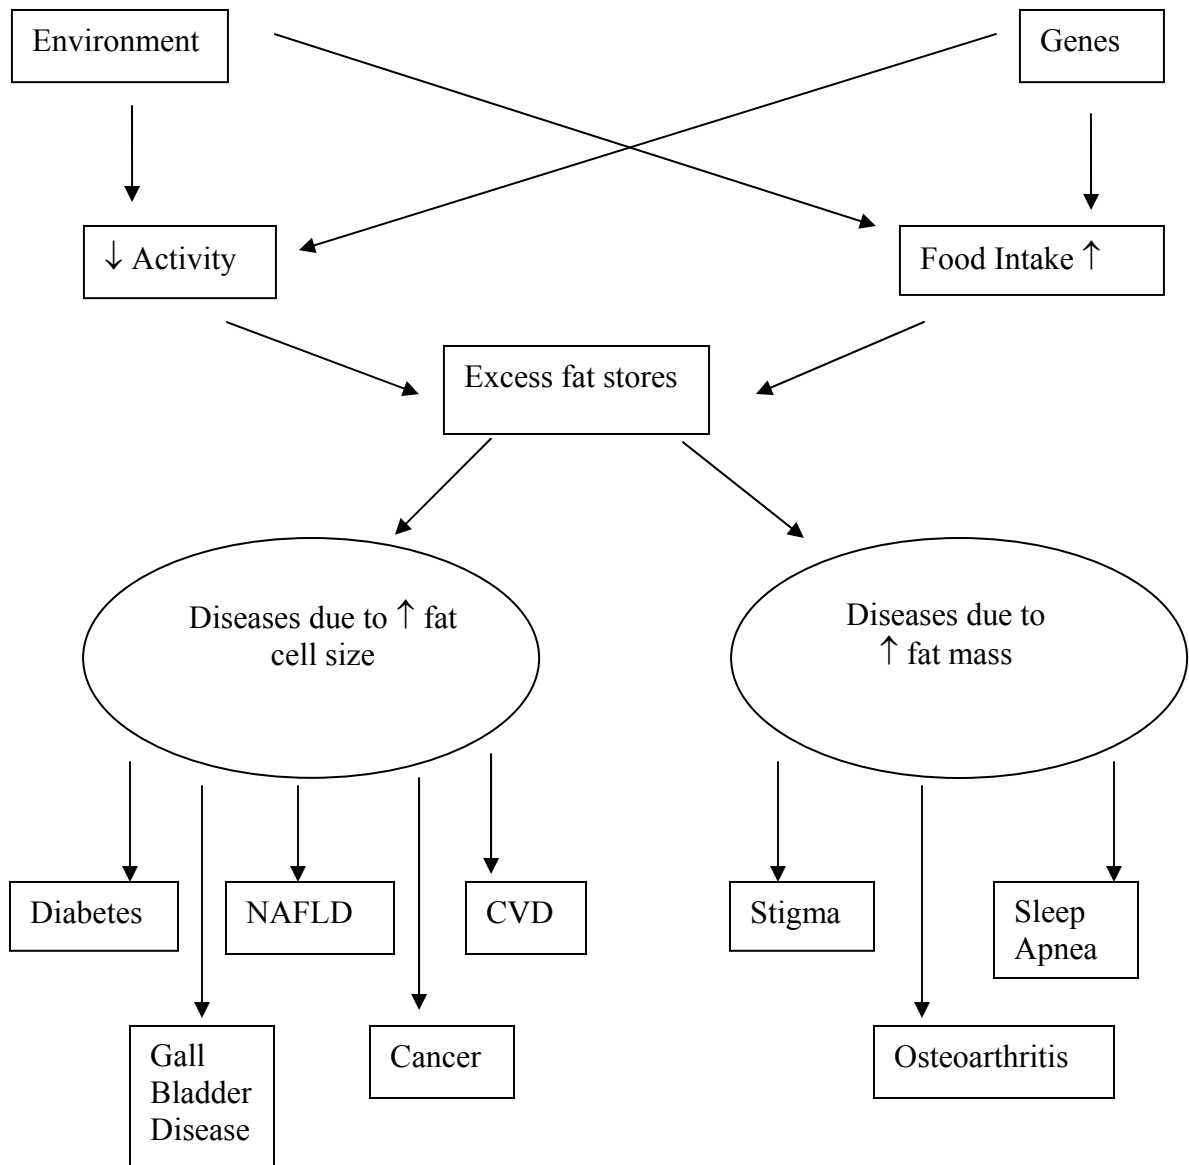 Environment
Genes
↓ Activity
Food Intake ↑
Excess fat stores
Diseases due to ↑ fat
cell size
Diseases due to
↑ fat mass
Diabetes
NAFLD
CVD
Stigma
Sleep
Apnea
Gall
Bladder
Disease
Cancer
Osteoarthritis